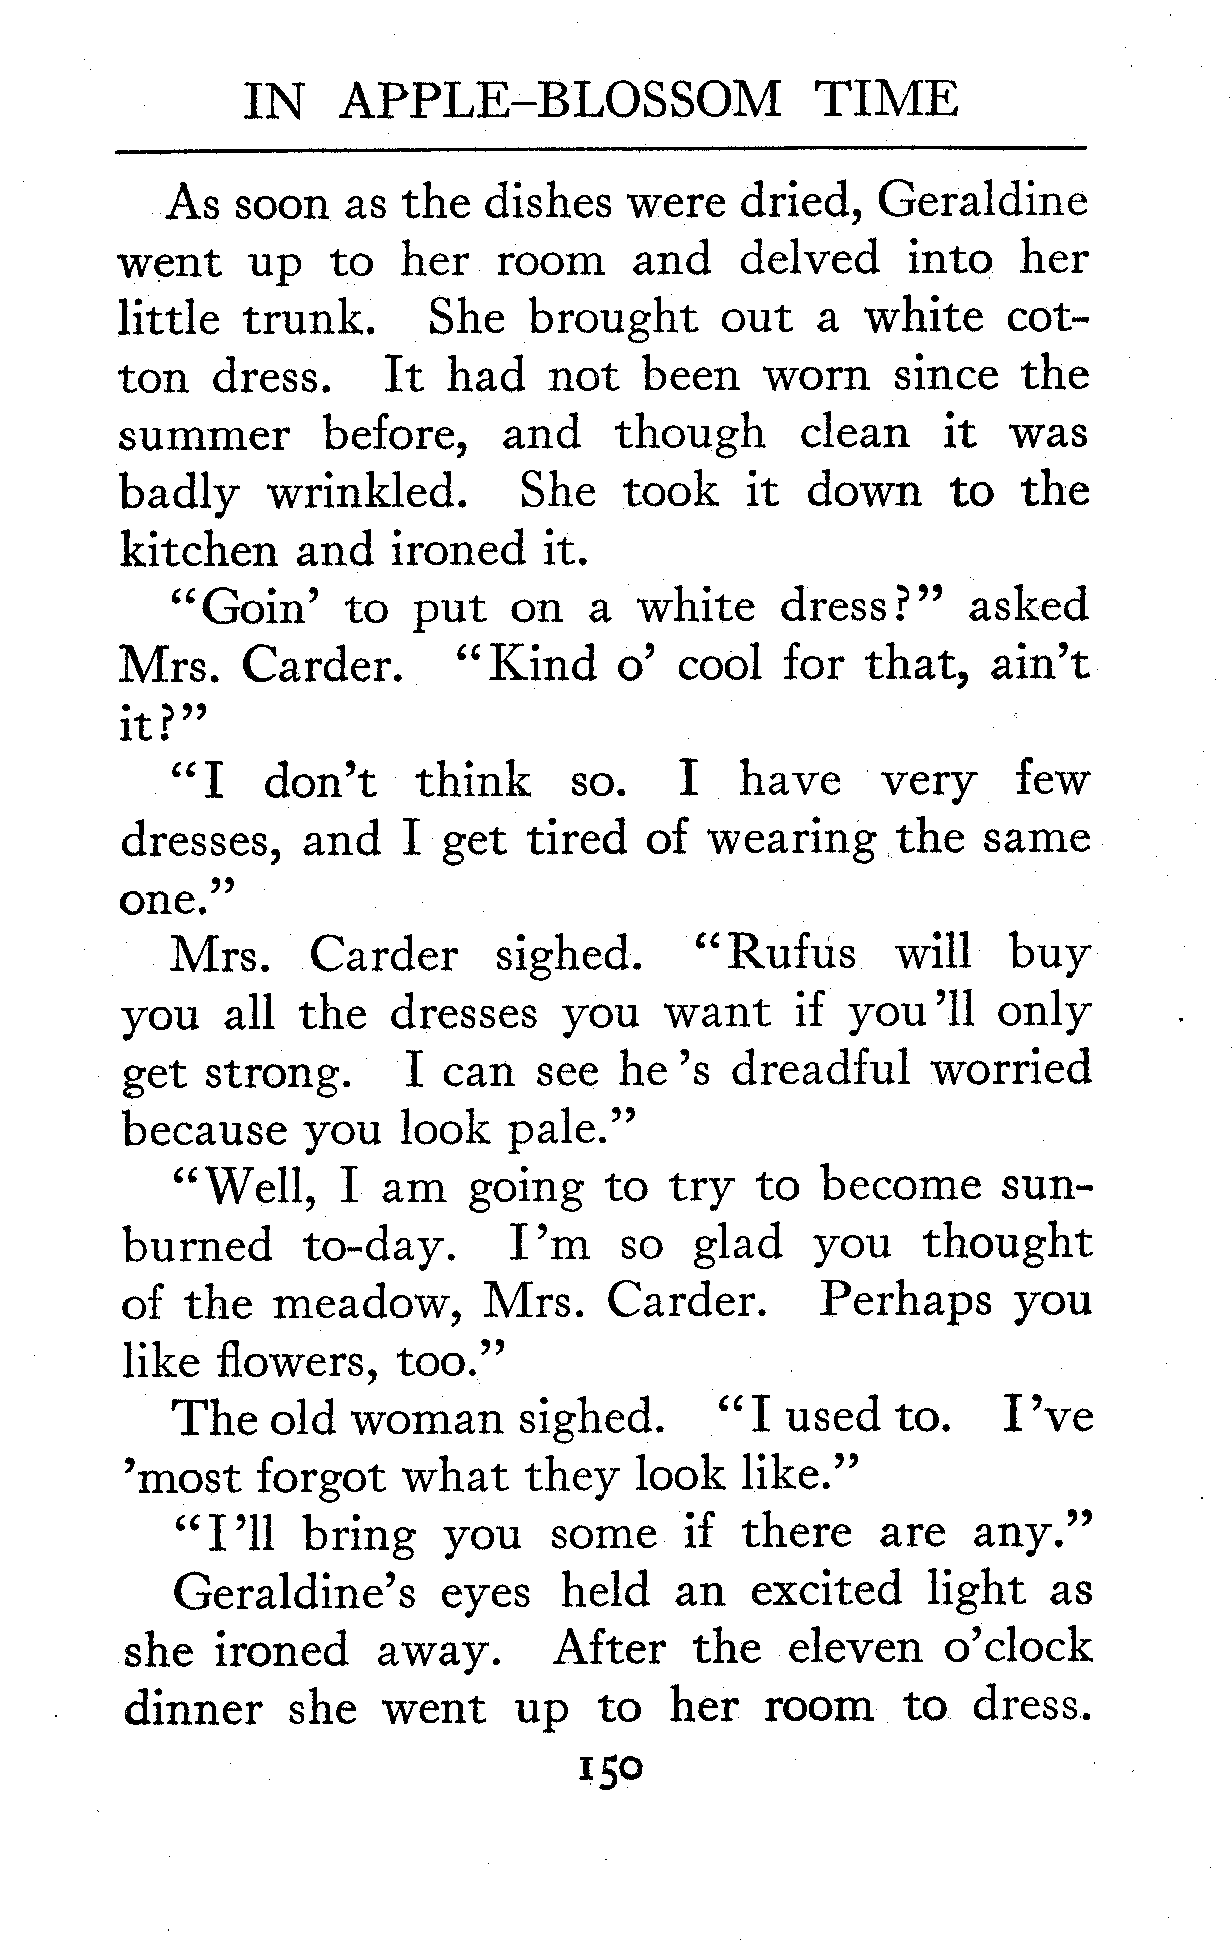 IN APPLE-BLOSSOM TIME
As soon as the dishes were dried, Geraldine
went up to her room and delved into her
little trunk. She brought out a white cot-
ton dress. It had not been worn since the
summer before, and though clean it was
badly wrinkled. She took it down to the
kitchen and ironed it.
“Goin’ to put on a white dress?” asked
Mrs. Carder. “Kind o’ cool for that, ain’t
it?”
“I don’t think so. I have very few
dresses, and I get tired of wearing the same
one.”
Mrs. Carder sighed. “Rufus will buy
you all the dresses you want if you ’ll only
get strong. I can see he ’s dreadful worried
because you look pale.”
“Well, I am going to try to become sun-
burned to-day. I ’m so glad you thought
of the meadow, Mrs. Carder. Perhaps you
like flowers, too.”
The old woman sighed. “I used to. I ’ve
’most forgot what they look like.”
“I ’ll bring you some if there are any.”
Geraldine’s eyes held an excited light as
she ironed away. After the eleven o’clock
dinner she went up to her room to dress.
150